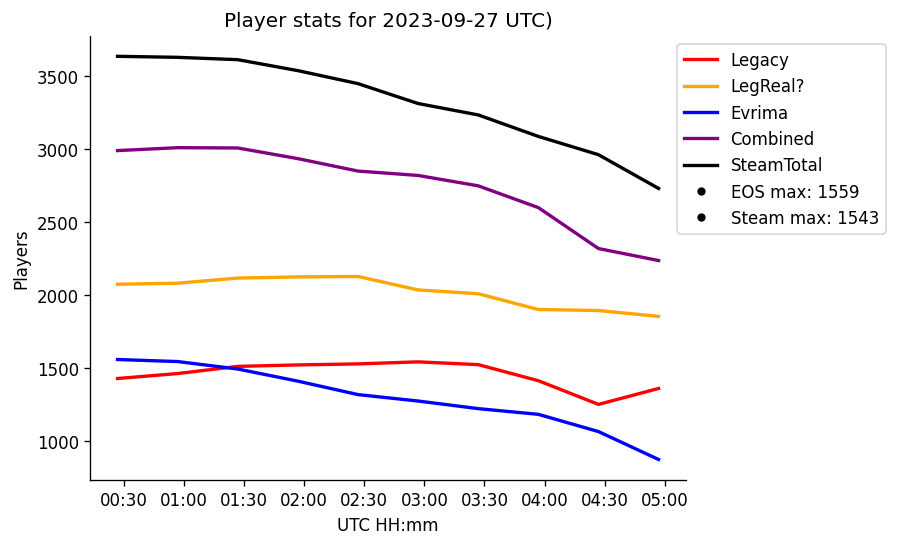 Player stats for 2023-09-27 UTC)
Legacy
LegReal?
Evrima
Combined
SteamTotal
EOS max: 1559
Steam max: 1543
Players
3500
3000
2500
2000
1500
1000
00:30 01:00 01:30 02:00 02:30 03:00 03:30 04:00 04:30 05:00
UTC HH:mm